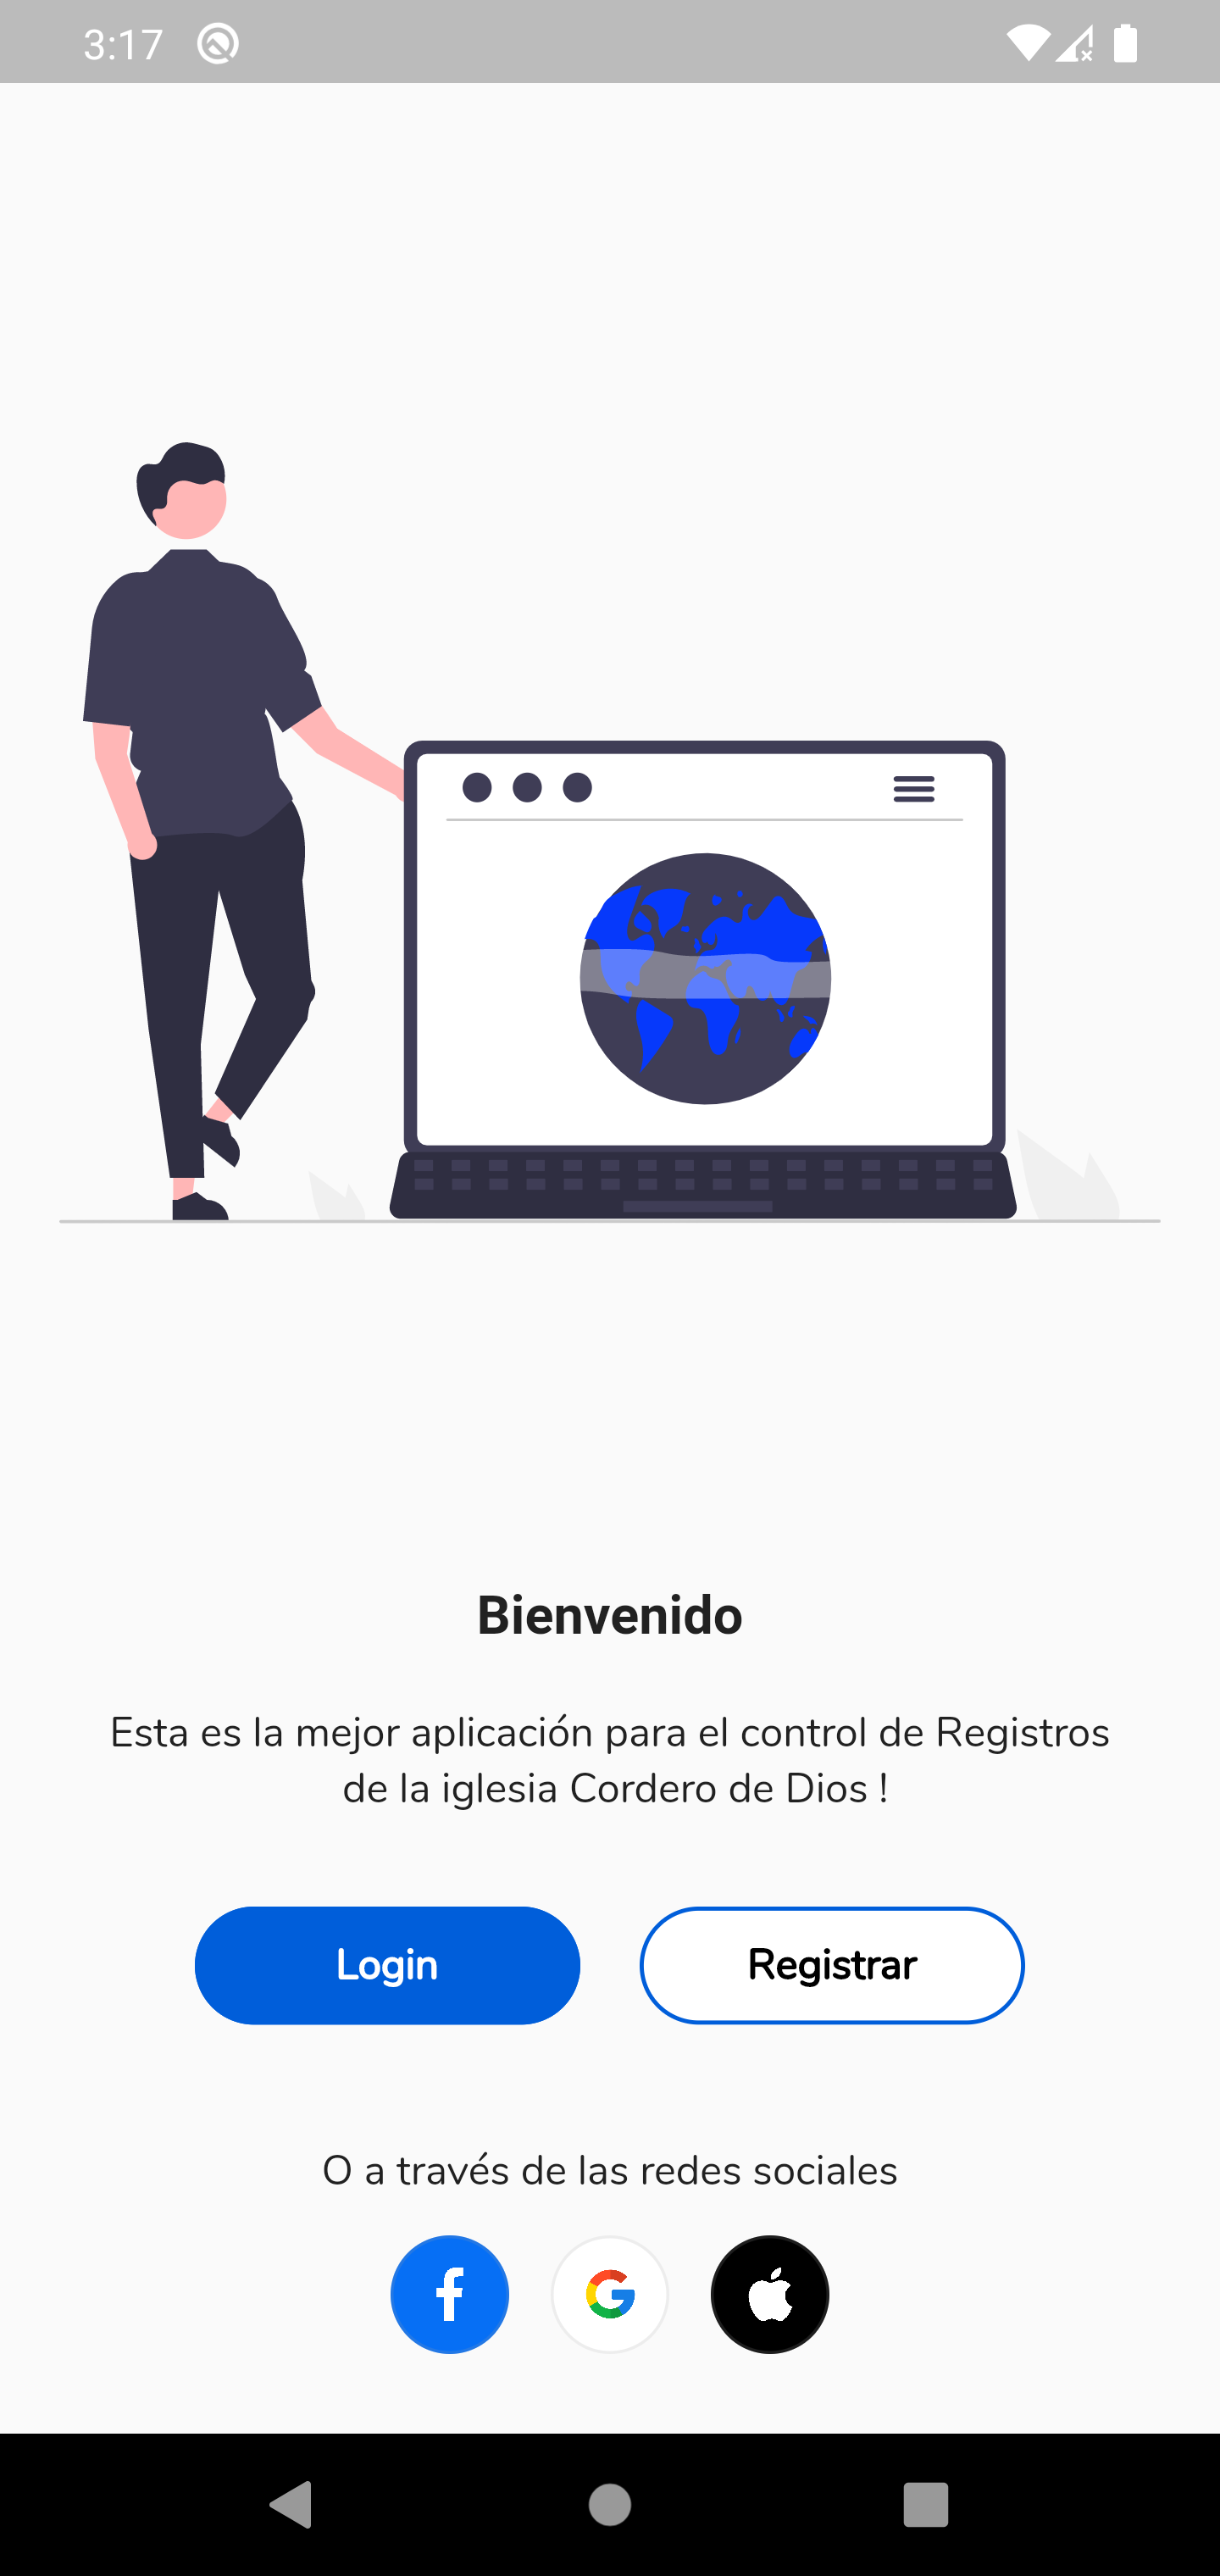 3:17
Bienvenido
Esta es la mejor aplicación para el control de Registros
de la iglesia Cordero de Dios !
Login
Registrar
O a través de las redes sociales